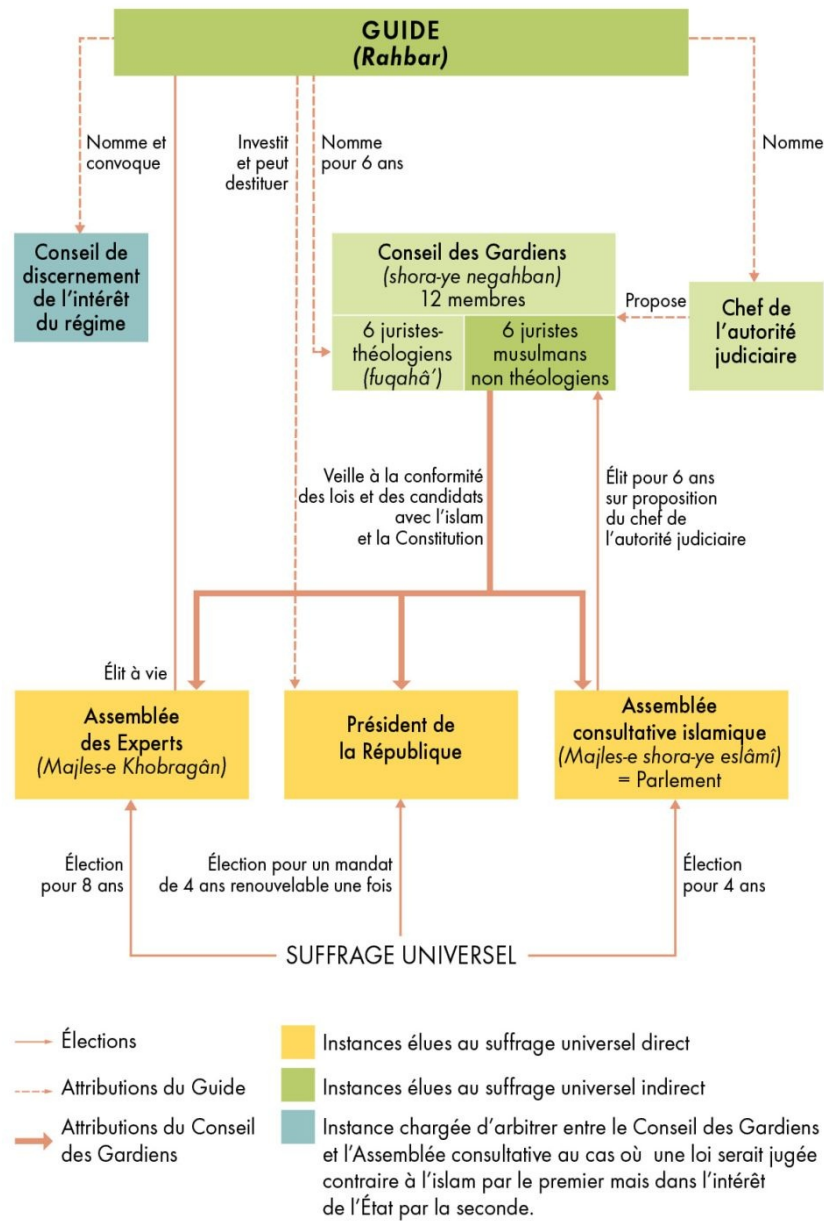 GUIDE
(Rahbar)
Nomme et
convoque
Investit
et peut
destituer
Nomme
pour 6 ans
Nomme
Conseil de
discernement
de l’intérêt
du régime
Conseil des Gardiens
(shora-ye negahban)
12 membres
6 juristes-
théologiens
(fuqahâ’)
6 juristes
musulmans
non théologiens
Propose
Chef de
l’autorité
judiciaire
Veille à la conformité
des lois et des candidats
avec l’islam
et la Constitution
Élit pour 6 ans
sur proposition
du chef de
l’autorité judiciaire
Élit à vie
Assemblée
des Experts
(Majles-e Khobragân)
Président de
la République
Assemblée
consultative islamique
(Majles-e shora-ye eslâmî)
= Parlement
Élection
pour 8 ans
Élection pour un mandat
de 4 ans renouvelable une fois
Élection
pour 4 ans
SUFFRAGE UNIVERSEL
Élections
Attributions du Guide
Attributions du Conseil
des Gardiens
Instances élues au suffrage universel direct
Instances élues au suffrage universel indirect
Instance chargée d’arbitrer entre le Conseil des Gardiens
et l’Assemblée consultative au cas où une loi serait jugée
contraire à l’islam par le premier mais dans l’intérêt
de l’État par la seconde.